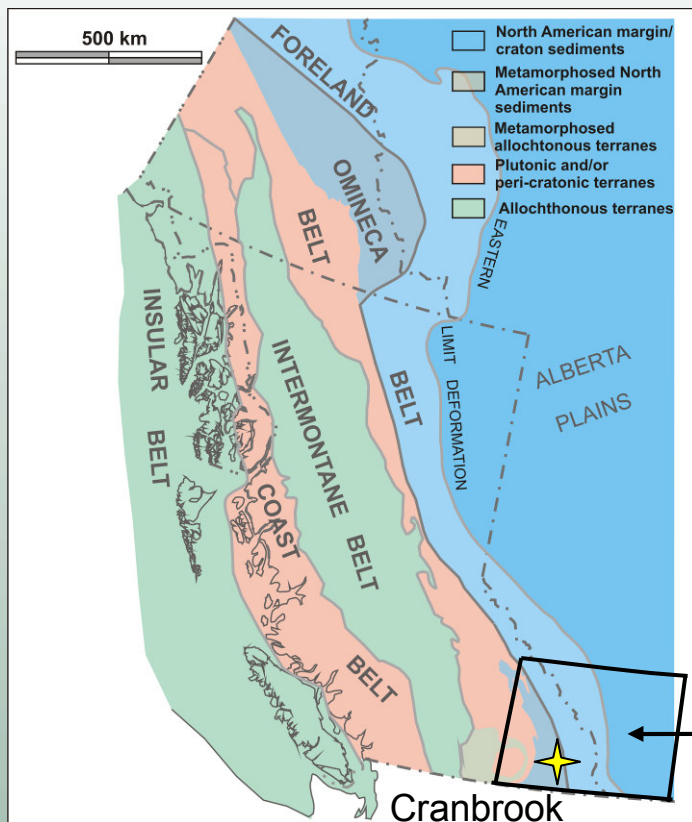 500 km
North American margin/
craton sediments
Metamorphosed North
American margin
sediments
Metamorphosed
allochtonous terranes
Plutonic and/or
peri-cratonic terranes
Allochthonous terranes
FORELAND
BELT
OMINECA
BELT
EASTERN
LIMIT DEFORMATION
ALBERTA
PLAINS
INSULAR
BELT
INTERMONTANE BELT
COAST
BELT
Cranbrook